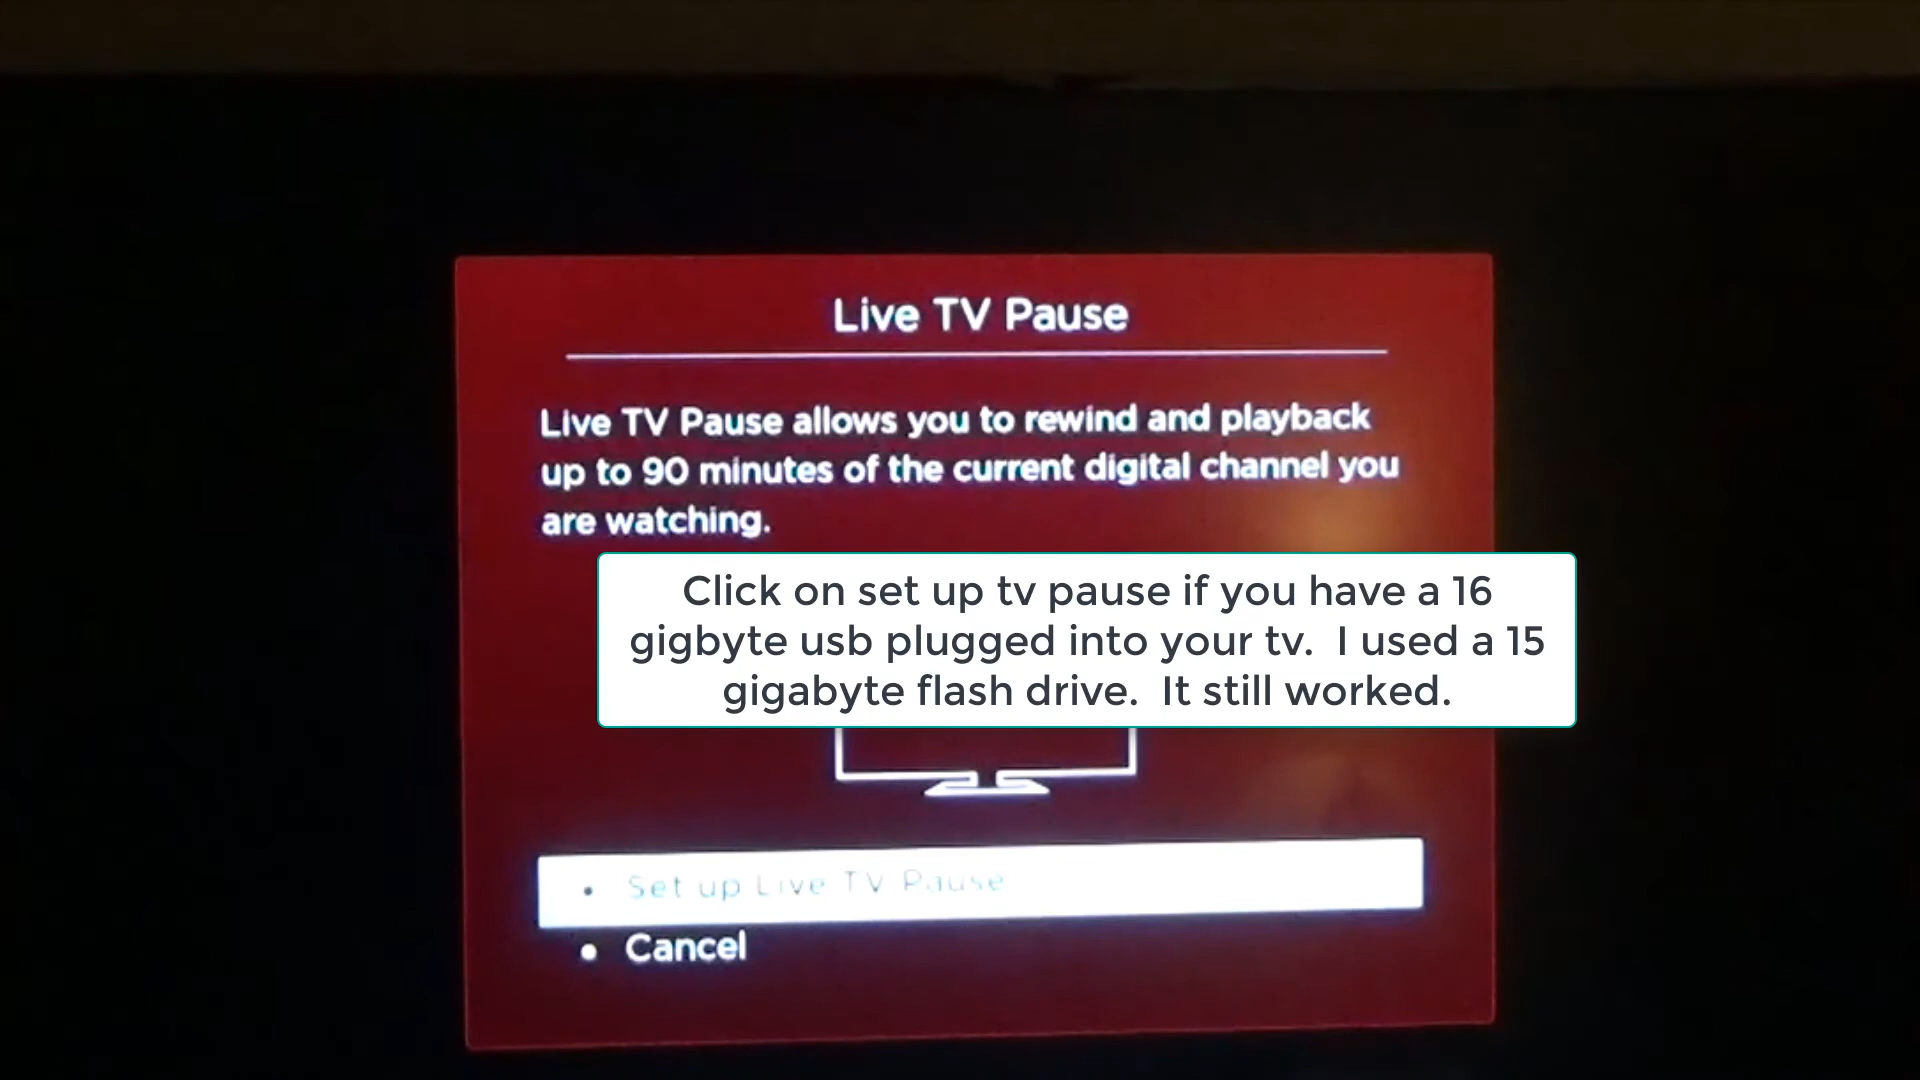 Live TV Pause
Live TV Pause allows you to rewind and playback
up to 90 minutes of the current digital channel you
are watching.
Click on set up tv pause if you have a 16
gigbyte usb plugged into your tv.  I used a 15
gigabyte flash drive.  It still worked.
• Set up Live TV Pause
• Cancel